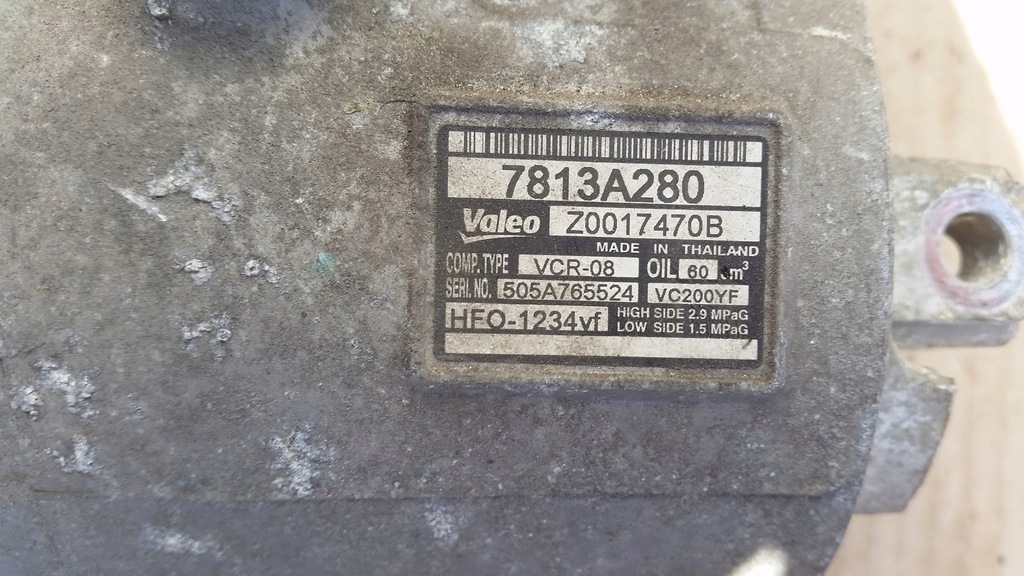 7813A280
Valeo Z0017470B
MADE IN THAILAND
COMP. TYPE VCR-08 OIL 60 cm³
SERI. NO. 505A765524 VC200YF
HFO-1234yf HIGH SIDE 2.9 MPaG
LOW SIDE 1.5 MPaG